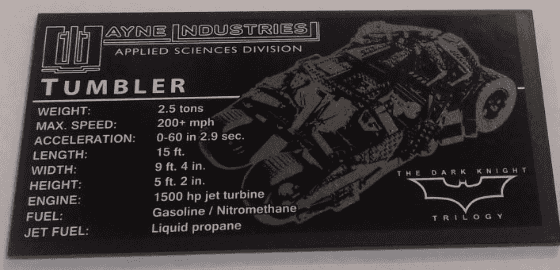 WAYNE INDUSTRIES
APPLIED SCIENCES DIVISION
TUMBLER
WEIGHT: 2.5 tons
MAX. SPEED: 200+ mph
ACCELERATION: 0-60 in 2.9 sec.
LENGTH: 15 ft.
WIDTH: 9 ft. 4 in.
HEIGHT: 5 ft. 2 in.
ENGINE: 1500 hp jet turbine
FUEL: Gasoline / Nitromethane
JET FUEL: Liquid propane
THE DARK KNIGHT
TRILOGY